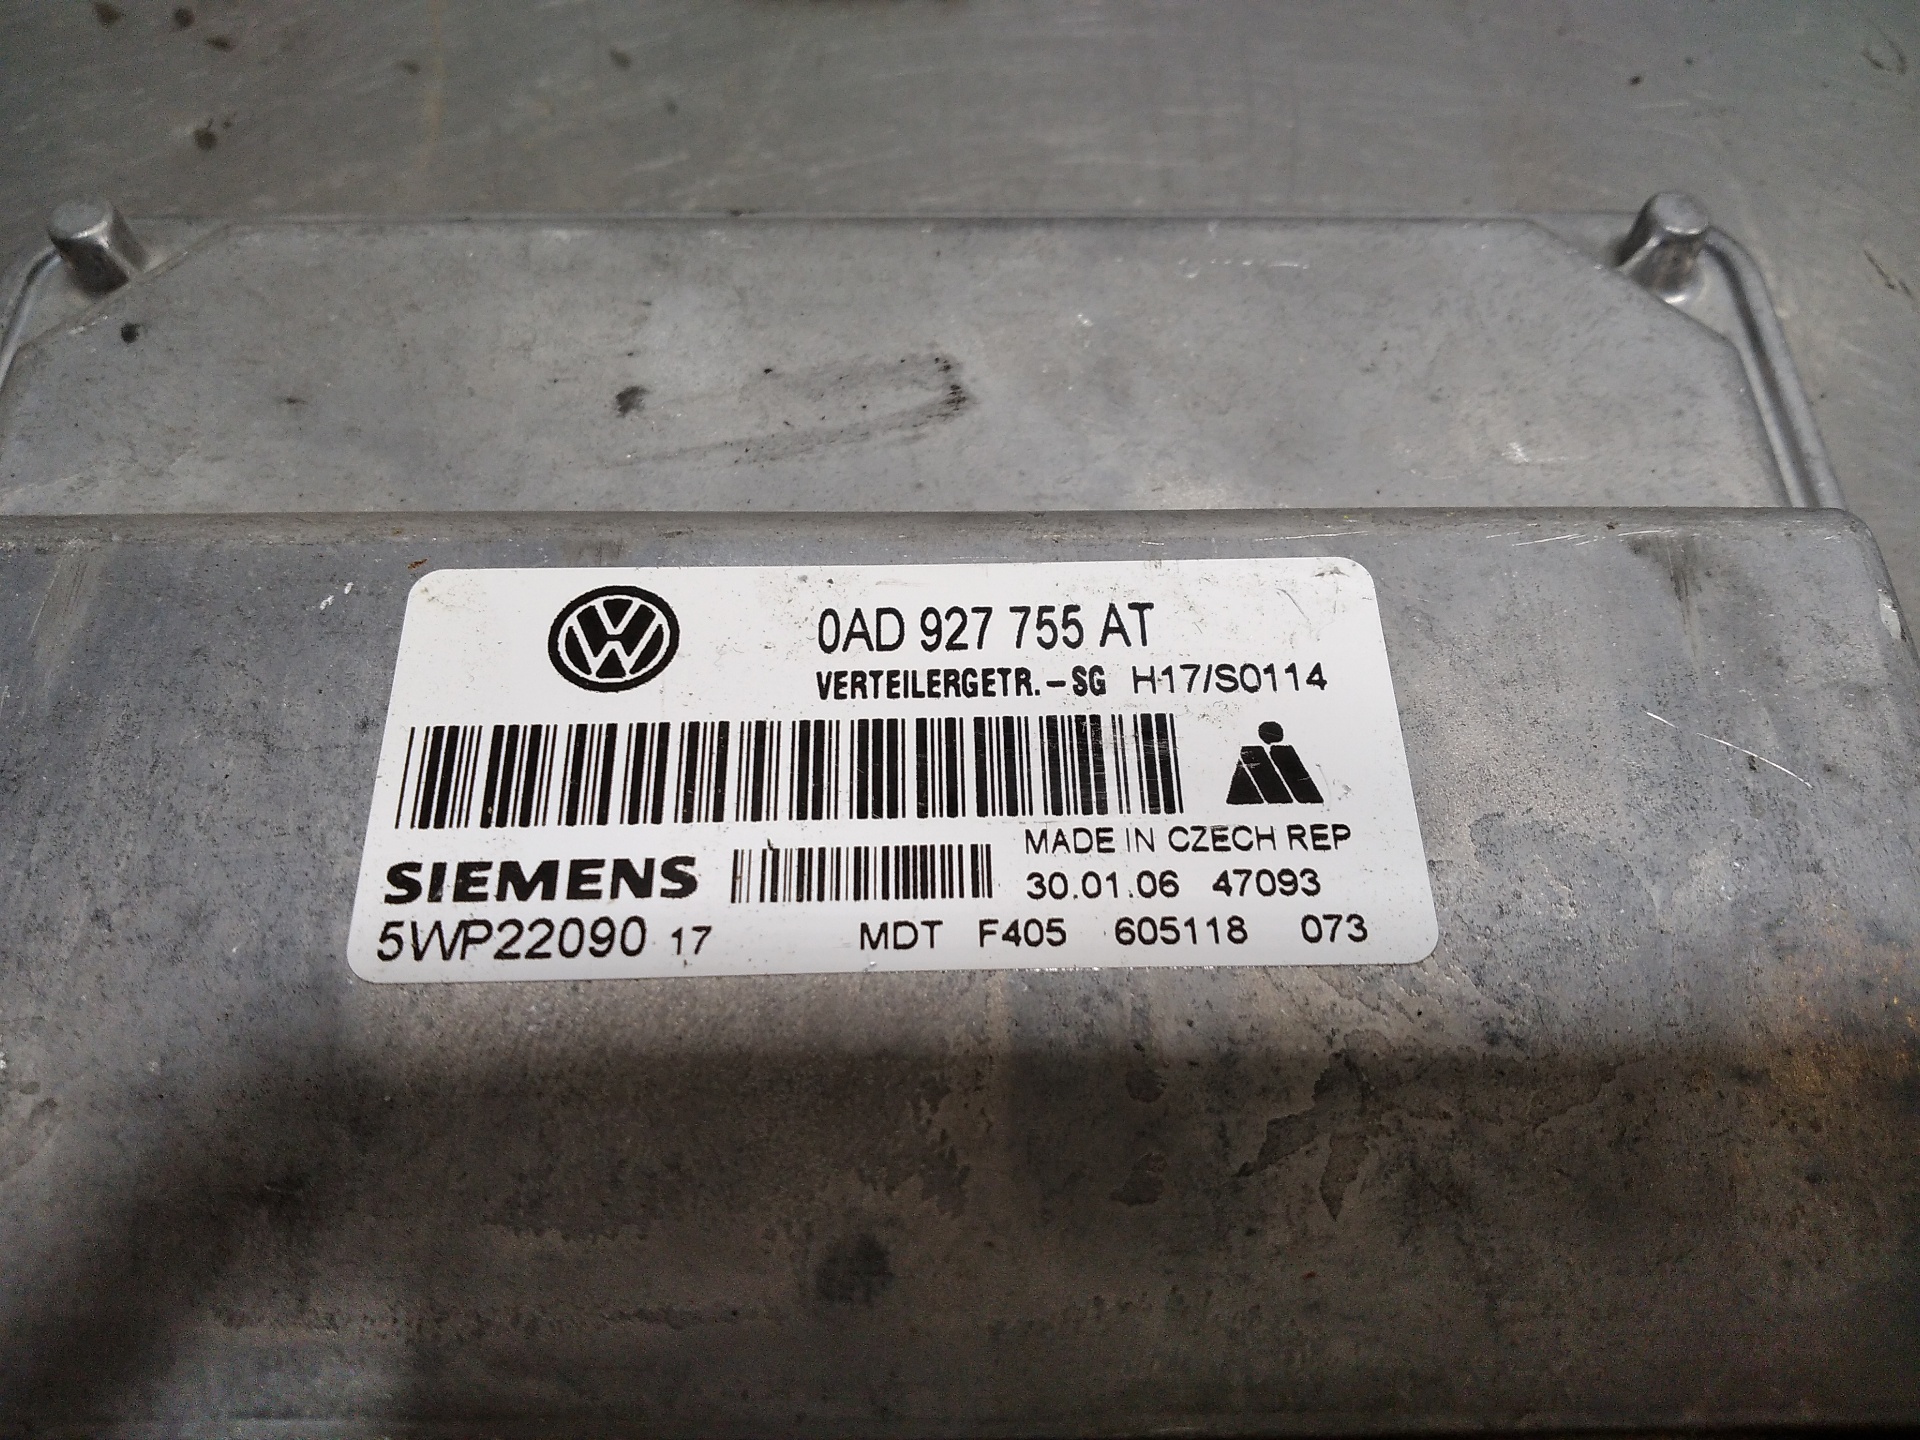 0AD 927 755 AT
VERTEILERGETR.-SG H17/S0114
MADE IN CZECH REP
SIEMENS 30.01.06 47093
5WP22090 17 MDT F405 605118 073